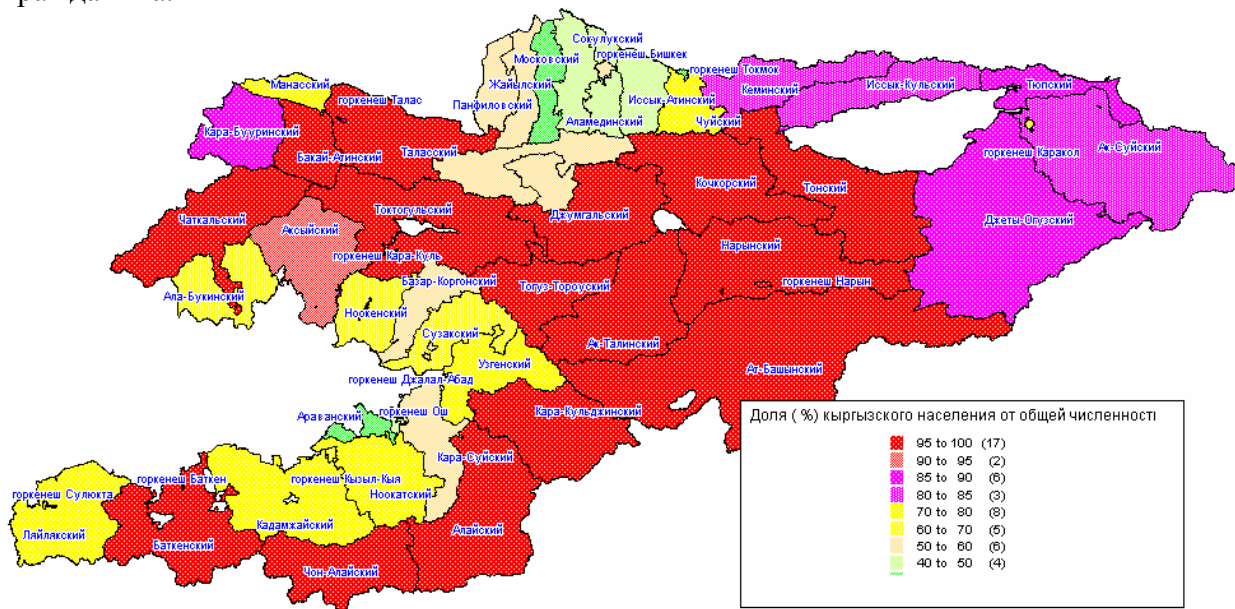 Сокулукский
Московский
горкенеш Бишкек
горкенеш Токмок
Манасский
Жайылский
Кеминский
Иссык-Кульский
Тюпский
горкенеш Талас
Панфиловский
Иссык-Атинский
Кара-Бууринский
Аламединский
Чуйский
Ак-Суйский
Бакай-Атинский
Таласский
горкенеш Каракол
Кочкорский
Тонский
Чаткальский
Токтогульский
Джумгальский
Джеты-Огузский
Аксыйский
Нарынский
горкенеш Кара-Куль
Базар-Коргонский
Тогуз-Тороуский
горкенеш Нарын
Ала-Букинский
Ноокенский
Сузакский
Ак-Талинский
Узгенский
Ат-Башынский
горкенеш Джалал-Абад
Араванский
горкенеш Ош
Кара-Кульджинский
Кара-Суйский
горкенеш Баткен
горкенеш Кызыл-Кыя
горкенеш Сулюкта
Ноокатский
Ляйлякский
Кадамжайский
Алайский
Баткенский
Чон-Алайский
Доля ( %) кыргызского населения от общей численност
95 to 100 (17)
90 to 95 (2)
85 to 90 (6)
80 to 85 (3)
70 to 80 (8)
60 to 70 (5)
50 to 60 (6)
40 to 50 (4)